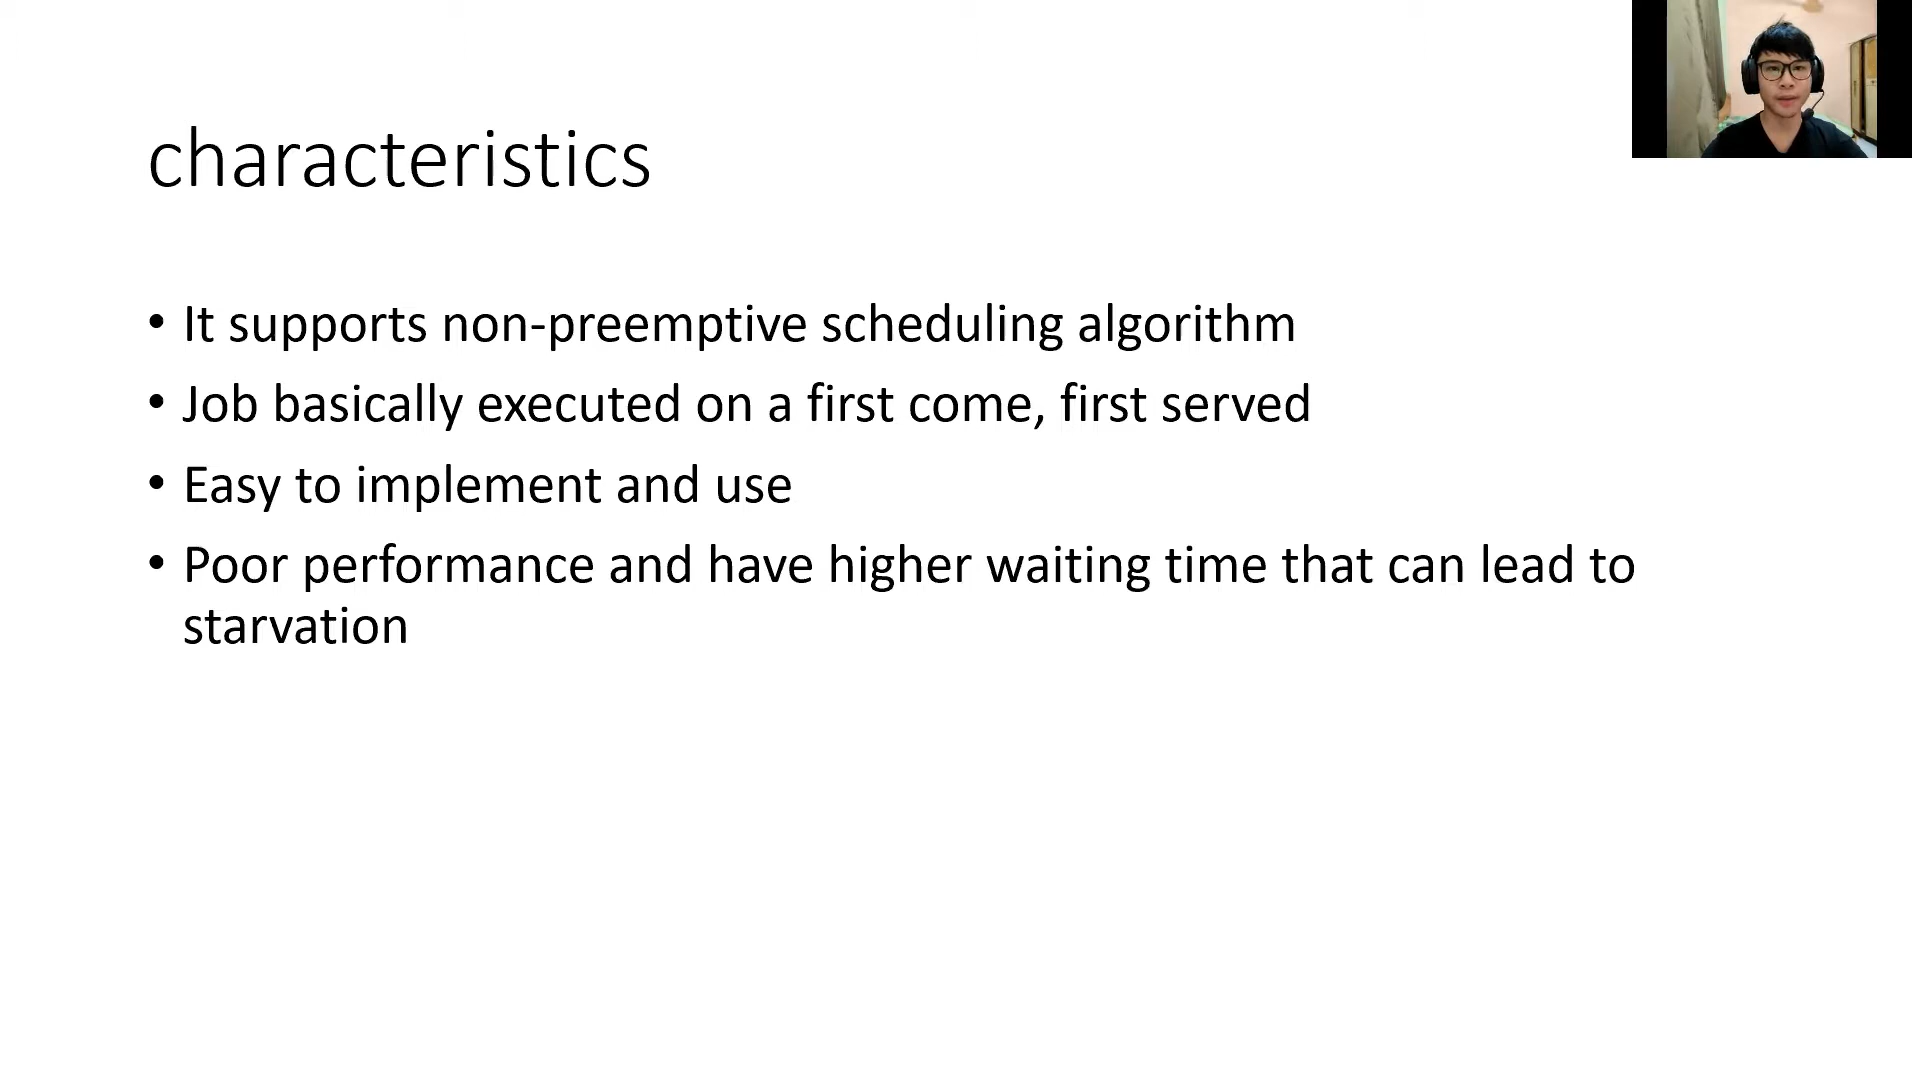 characteristics
• It supports non-preemptive scheduling algorithm
• Job basically executed on a first come, first served
• Easy to implement and use
• Poor performance and have higher waiting time that can lead to
starvation